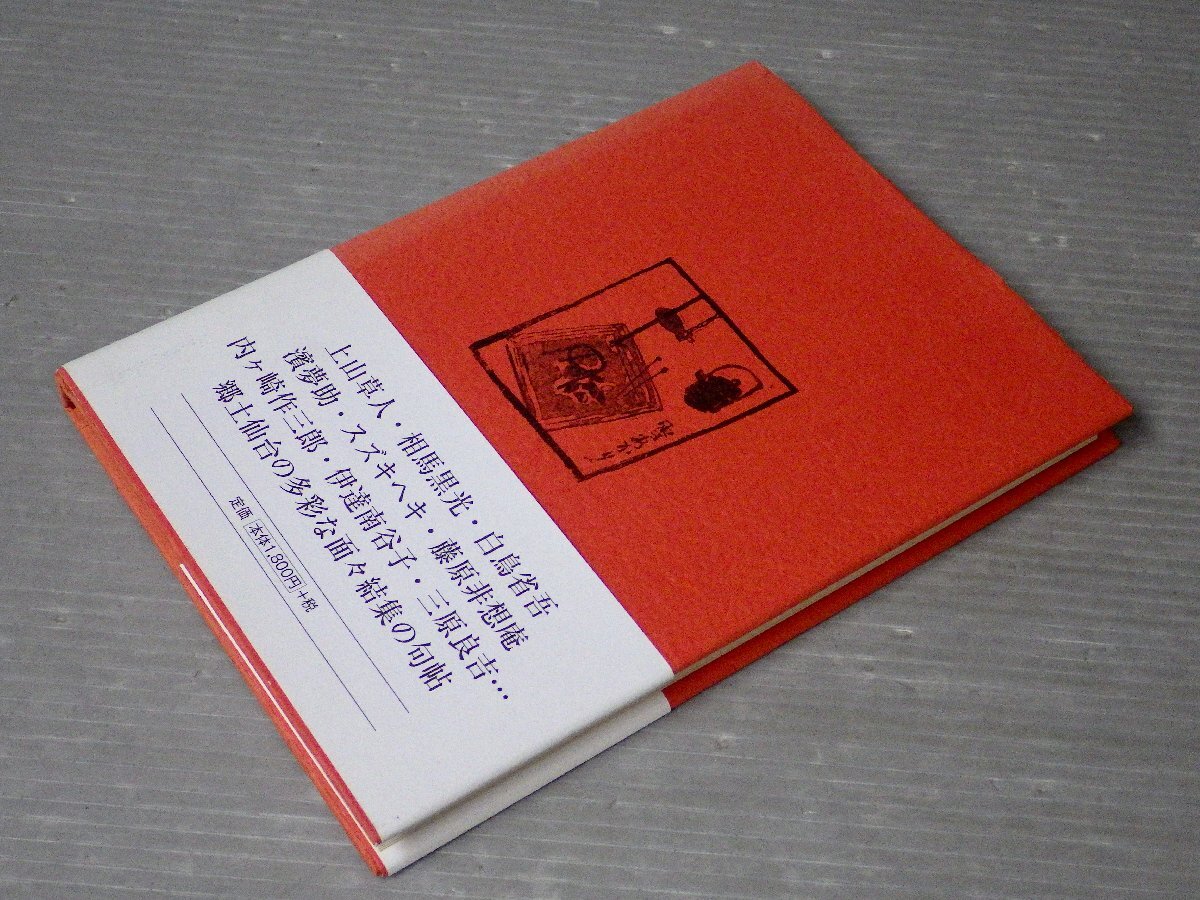 上山草人・相馬黒光・白鳥省吾
濱夢助・スズキヘキ・藤原非想庵
内ヶ崎作三郎・伊達南谷子・三原良吉…
郷土仙台の多彩な面々結集の句帖
定価 本体1,800円+税